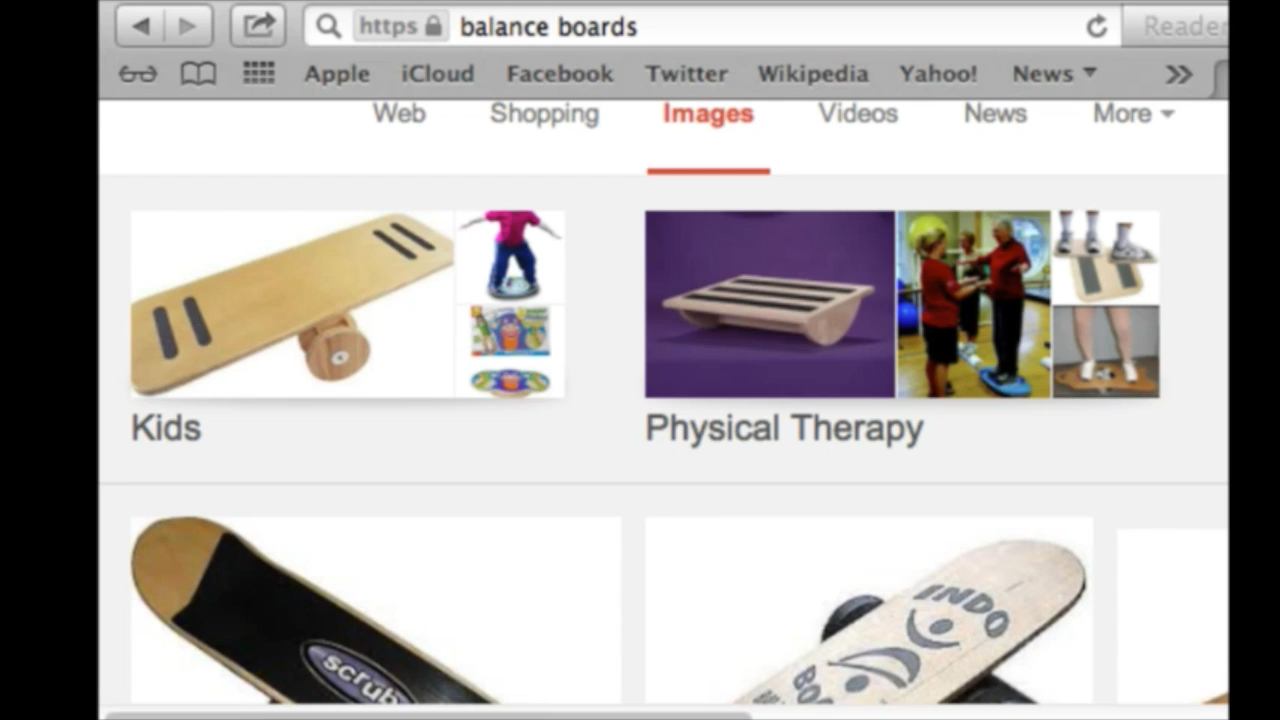 https balance boards Reader
Apple iCloud Facebook Twitter Wikipedia Yahoo! News
Web Shopping Images Videos News More
Kids Physical Therapy
scrub
INDO